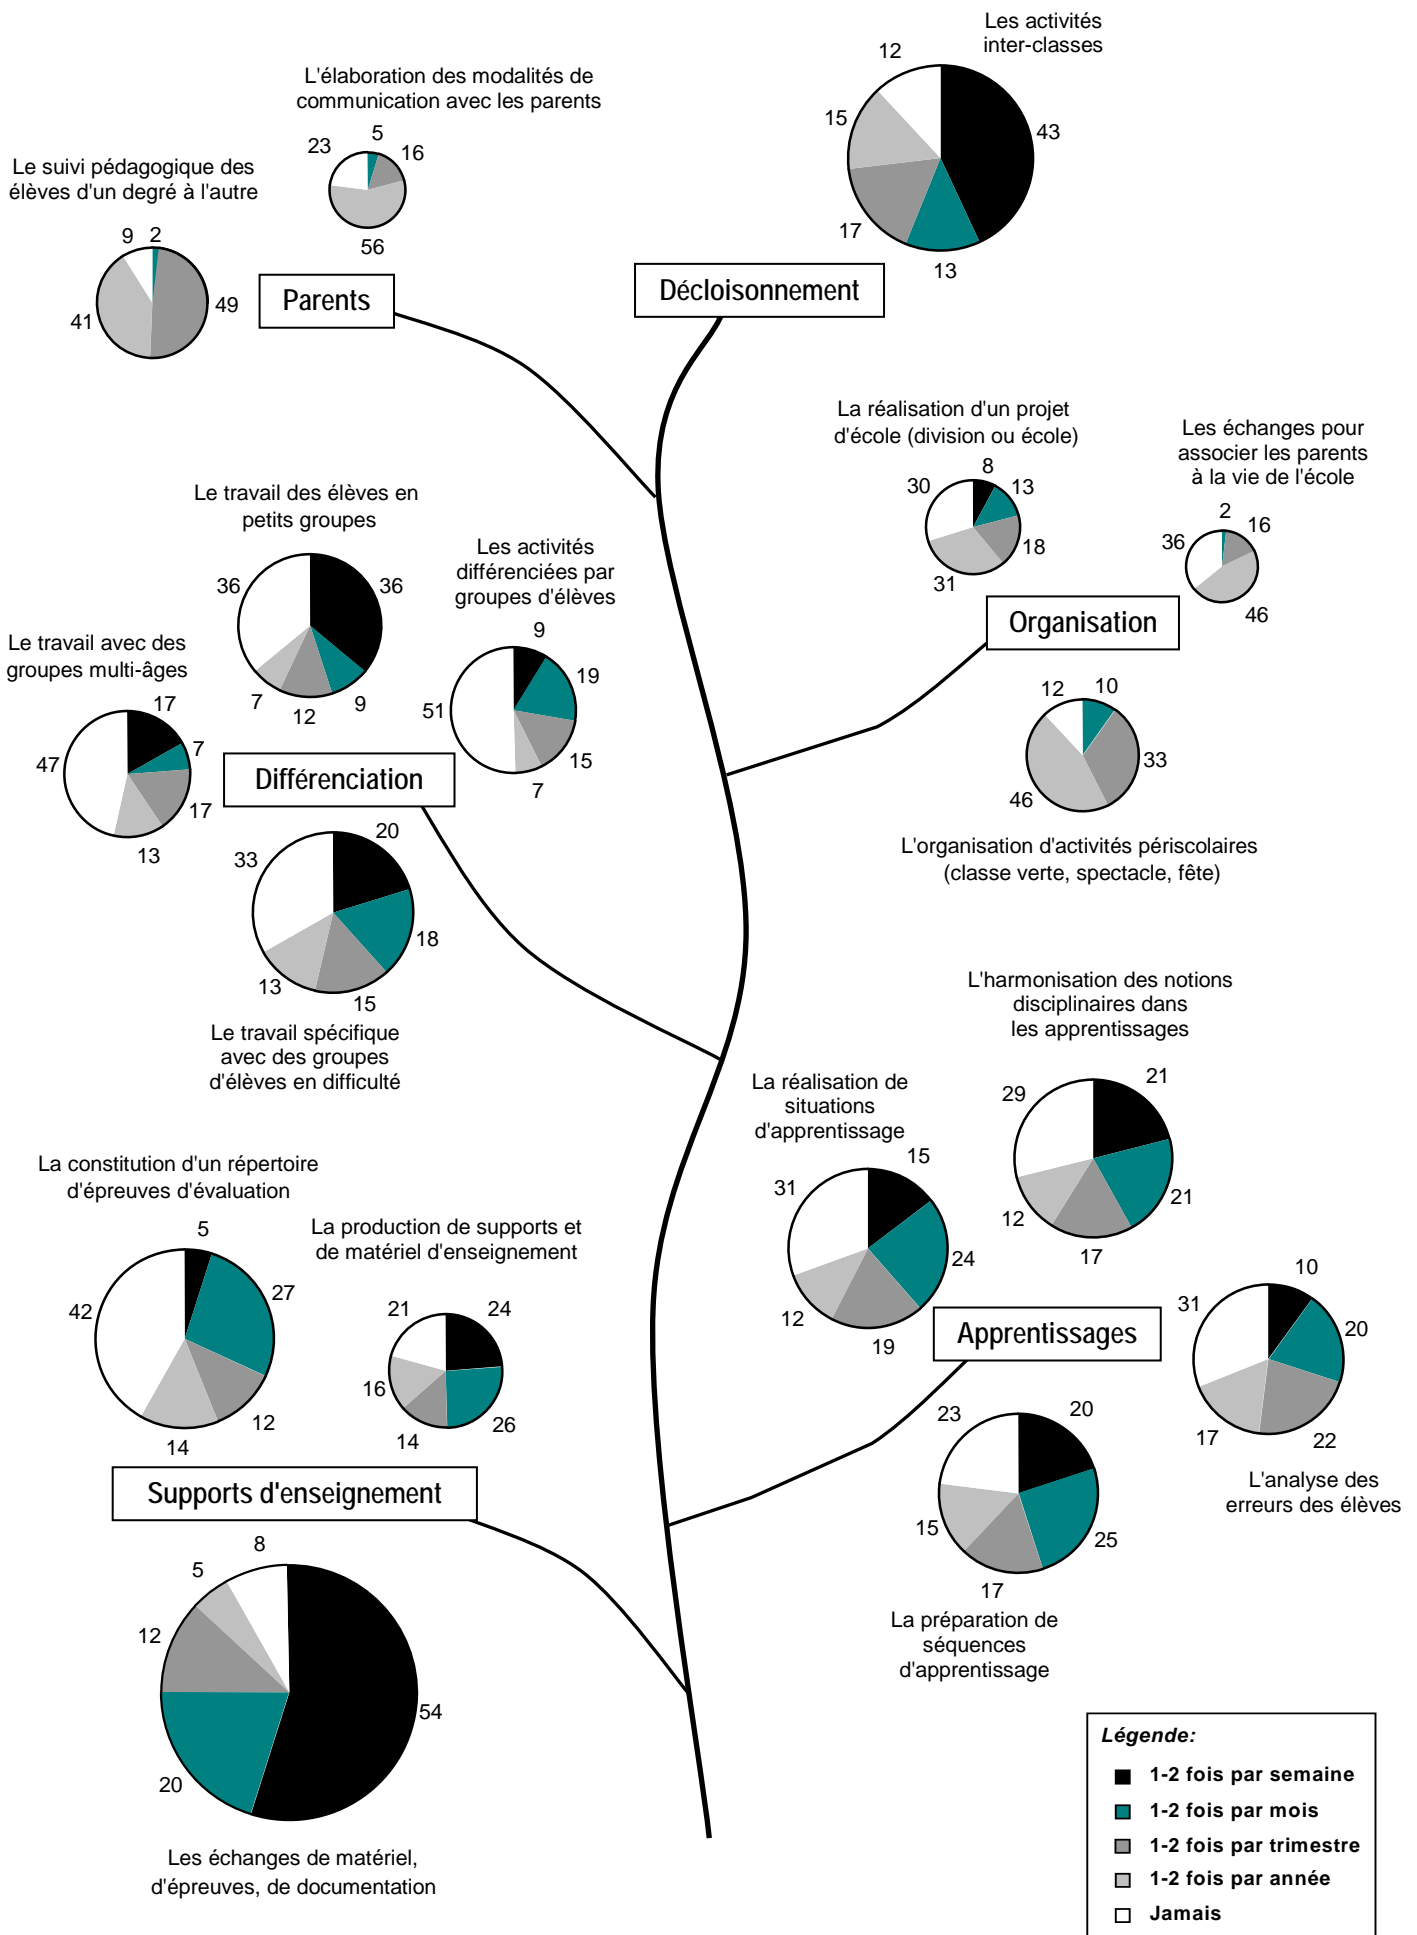 Les activités
inter-classes
12
15
43
17
13
L'élaboration des modalités de
communication avec les parents
23
5
16
56
Le suivi pédagogique des
élèves d'un degré à l'autre
9
2
41
49
Parents
Décloisonnement
La réalisation d'un projet
d'école (division ou école)
30
8
13
18
31
Les échanges pour
associer les parents
à la vie de l'école
2
16
36
46
Organisation
12
10
33
46
L'organisation d'activités périscolaires
(classe verte, spectacle, fête)
Le travail des élèves en
petits groupes
36
36
7
12
9
Les activités
différenciées par
groupes d'élèves
9
19
51
15
7
Le travail avec des
groupes multi-âges
17
7
47
17
13
Différenciation
20
33
18
13
15
Le travail spécifique
avec des groupes
d'élèves en difficulté
L'harmonisation des notions
disciplinaires dans
les apprentissages
21
29
21
12
17
La réalisation de
situations
d'apprentissage
15
31
24
12
19
Apprentissages
10
31
20
17
22
L'analyse des
erreurs des élèves
23
20
15
25
17
La préparation de
séquences
d'apprentissage
La constitution d'un répertoire
d'épreuves d'évaluation
5
27
42
12
14
La production de supports et
de matériel d'enseignement
21
24
16
14
26
Supports d'enseignement
8
5
12
54
20
Les échanges de matériel,
d'épreuves, de documentation
Légende:
1-2 fois par semaine
1-2 fois par mois
1-2 fois par trimestre
1-2 fois par année
Jamais